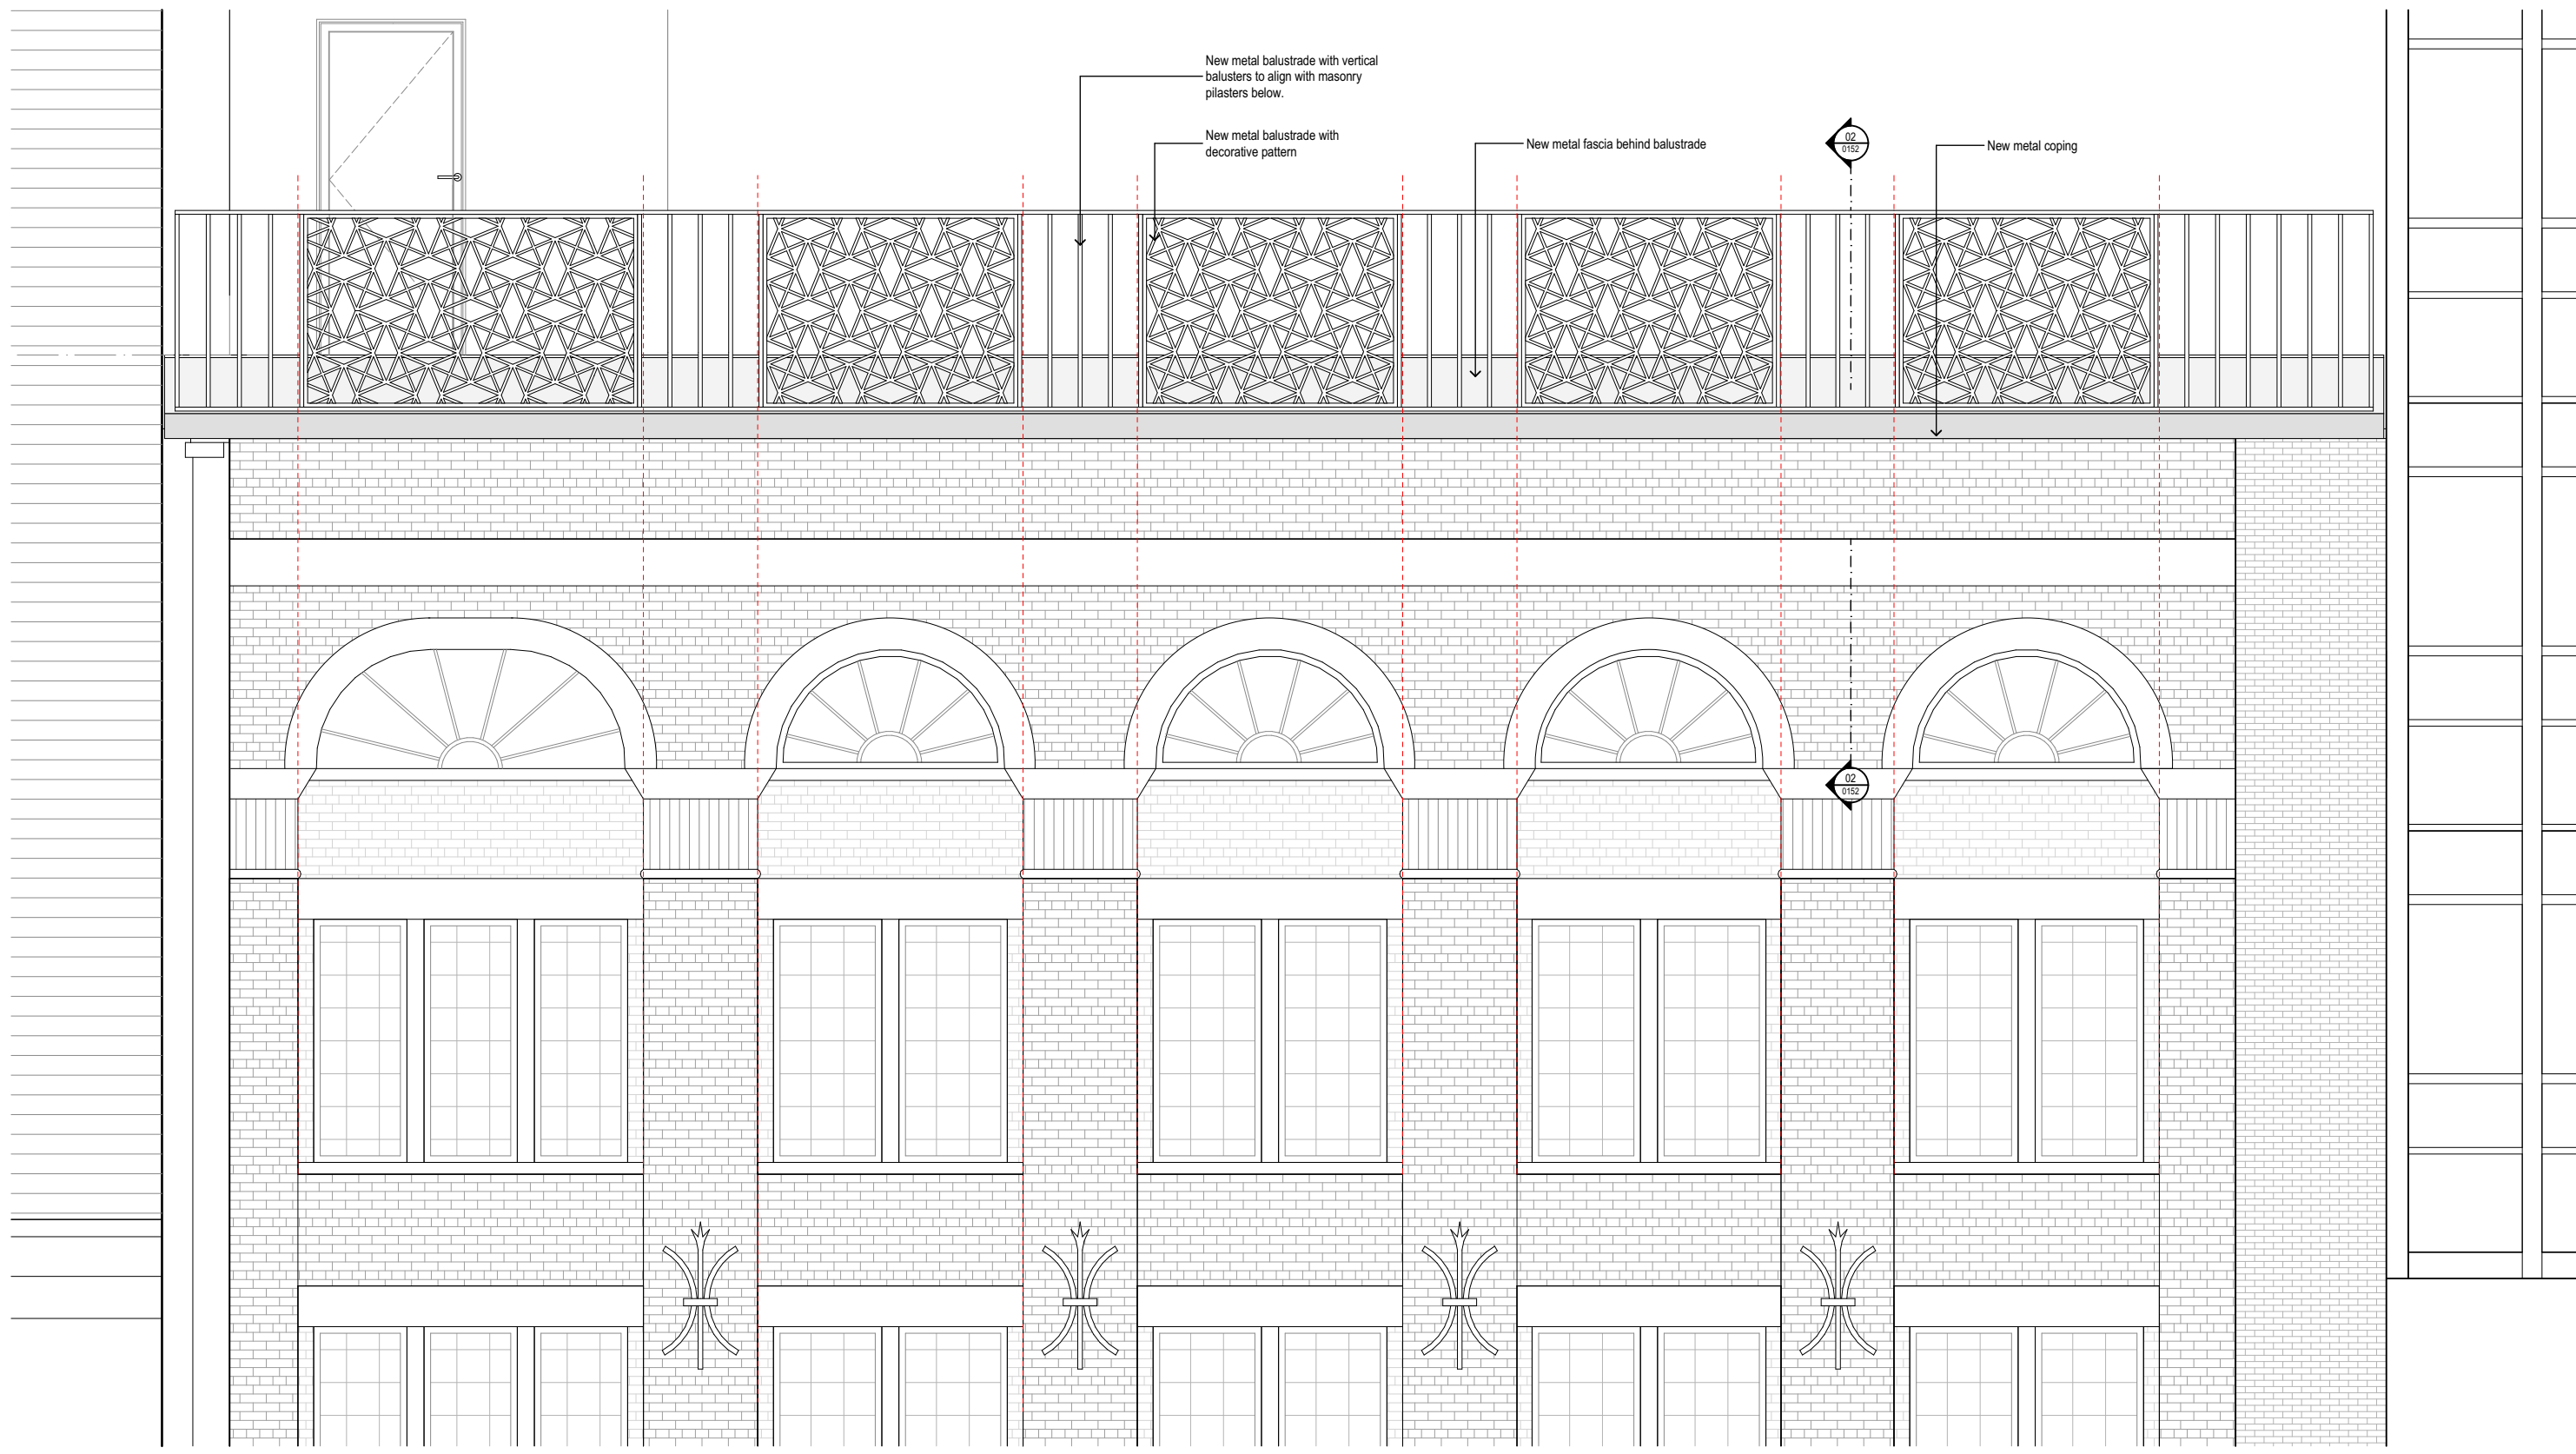 New metal balustrade with vertical
balusters to align with masonry
pilasters below.
New metal balustrade with
decorative pattern
New metal fascia behind balustrade
02
0152
New metal coping
02
0152